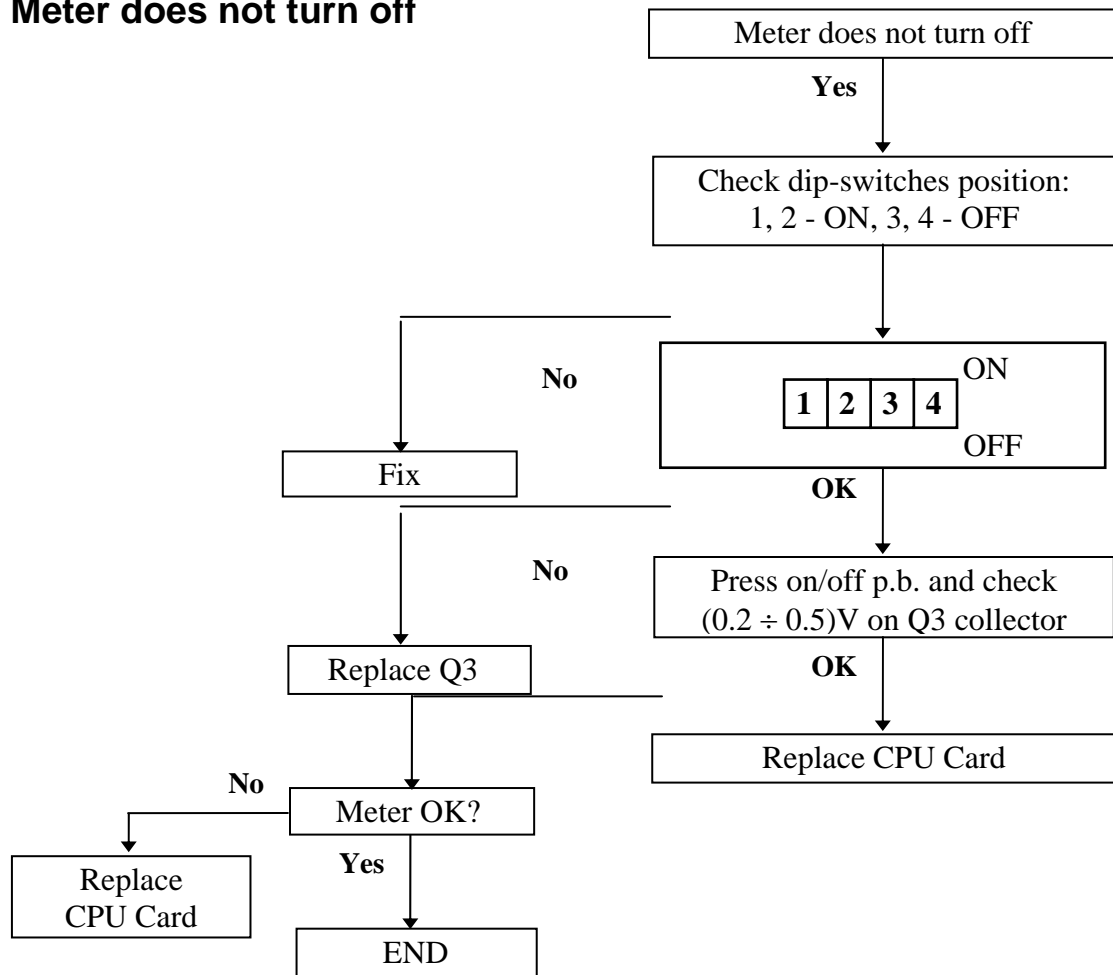 Meter does not turn off
Meter does not turn off
Yes
Check dip-switches position:
1, 2 - ON, 3, 4 - OFF
No
ON
1 2 3 4
OFF
Fix
OK
No
Press on/off p.b. and check
(0.2 ÷ 0.5)V on Q3 collector
Replace Q3
OK
Replace CPU Card
No
Meter OK?
Yes
Replace
CPU Card
END